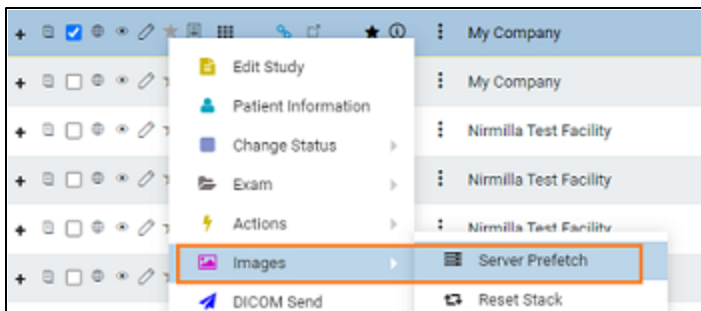 My Company
Edit Study
My Company
Patient Information
Change Status
Nirmilla Test Facility
Exam
Nirmilla Test Facility
Actions
Nirmilla Test Facility
Images
Server Prefetch
DICOM Send
Reset Stack